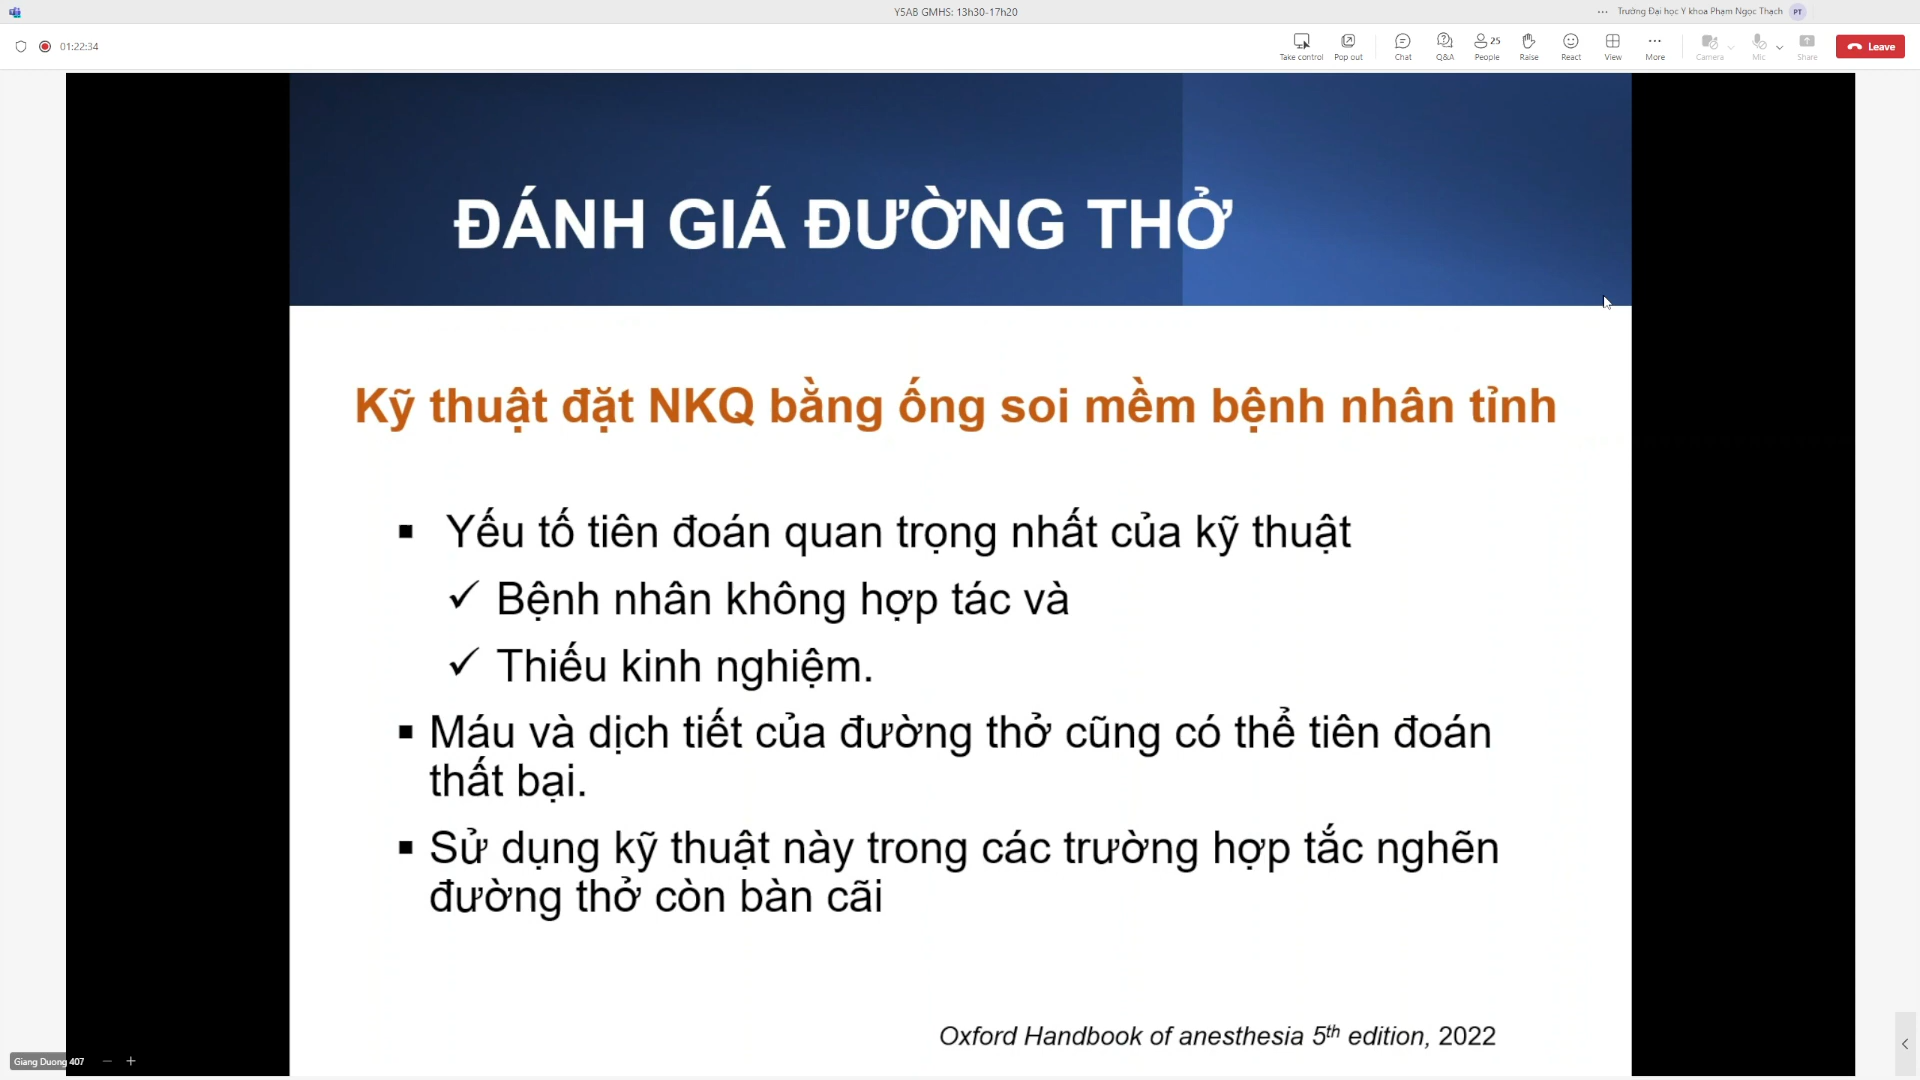 Y5AB GMHS: 13h30-17h20
Trường Đại học Y khoa Phạm Ngọc Thạch PT
01:22:34
Take control
Pop out
Chat
Q&A
25
People
Raise
React
View
More
Camera
Mic
Share
Leave
ĐÁNH GIÁ ĐƯỜNG THỞ
Kỹ thuật đặt NKQ bằng ống soi mềm bệnh nhân tỉnh
▪ Yếu tố tiên đoán quan trọng nhất của kỹ thuật
✓ Bệnh nhân không hợp tác và
✓ Thiếu kinh nghiệm.
▪ Máu và dịch tiết của đường thở cũng có thể tiên đoán
thất bại.
▪ Sử dụng kỹ thuật này trong các trường hợp tắc nghẽn
đường thở còn bàn cãi
Oxford Handbook of anesthesia 5th edition, 2022
Giang Duong 407